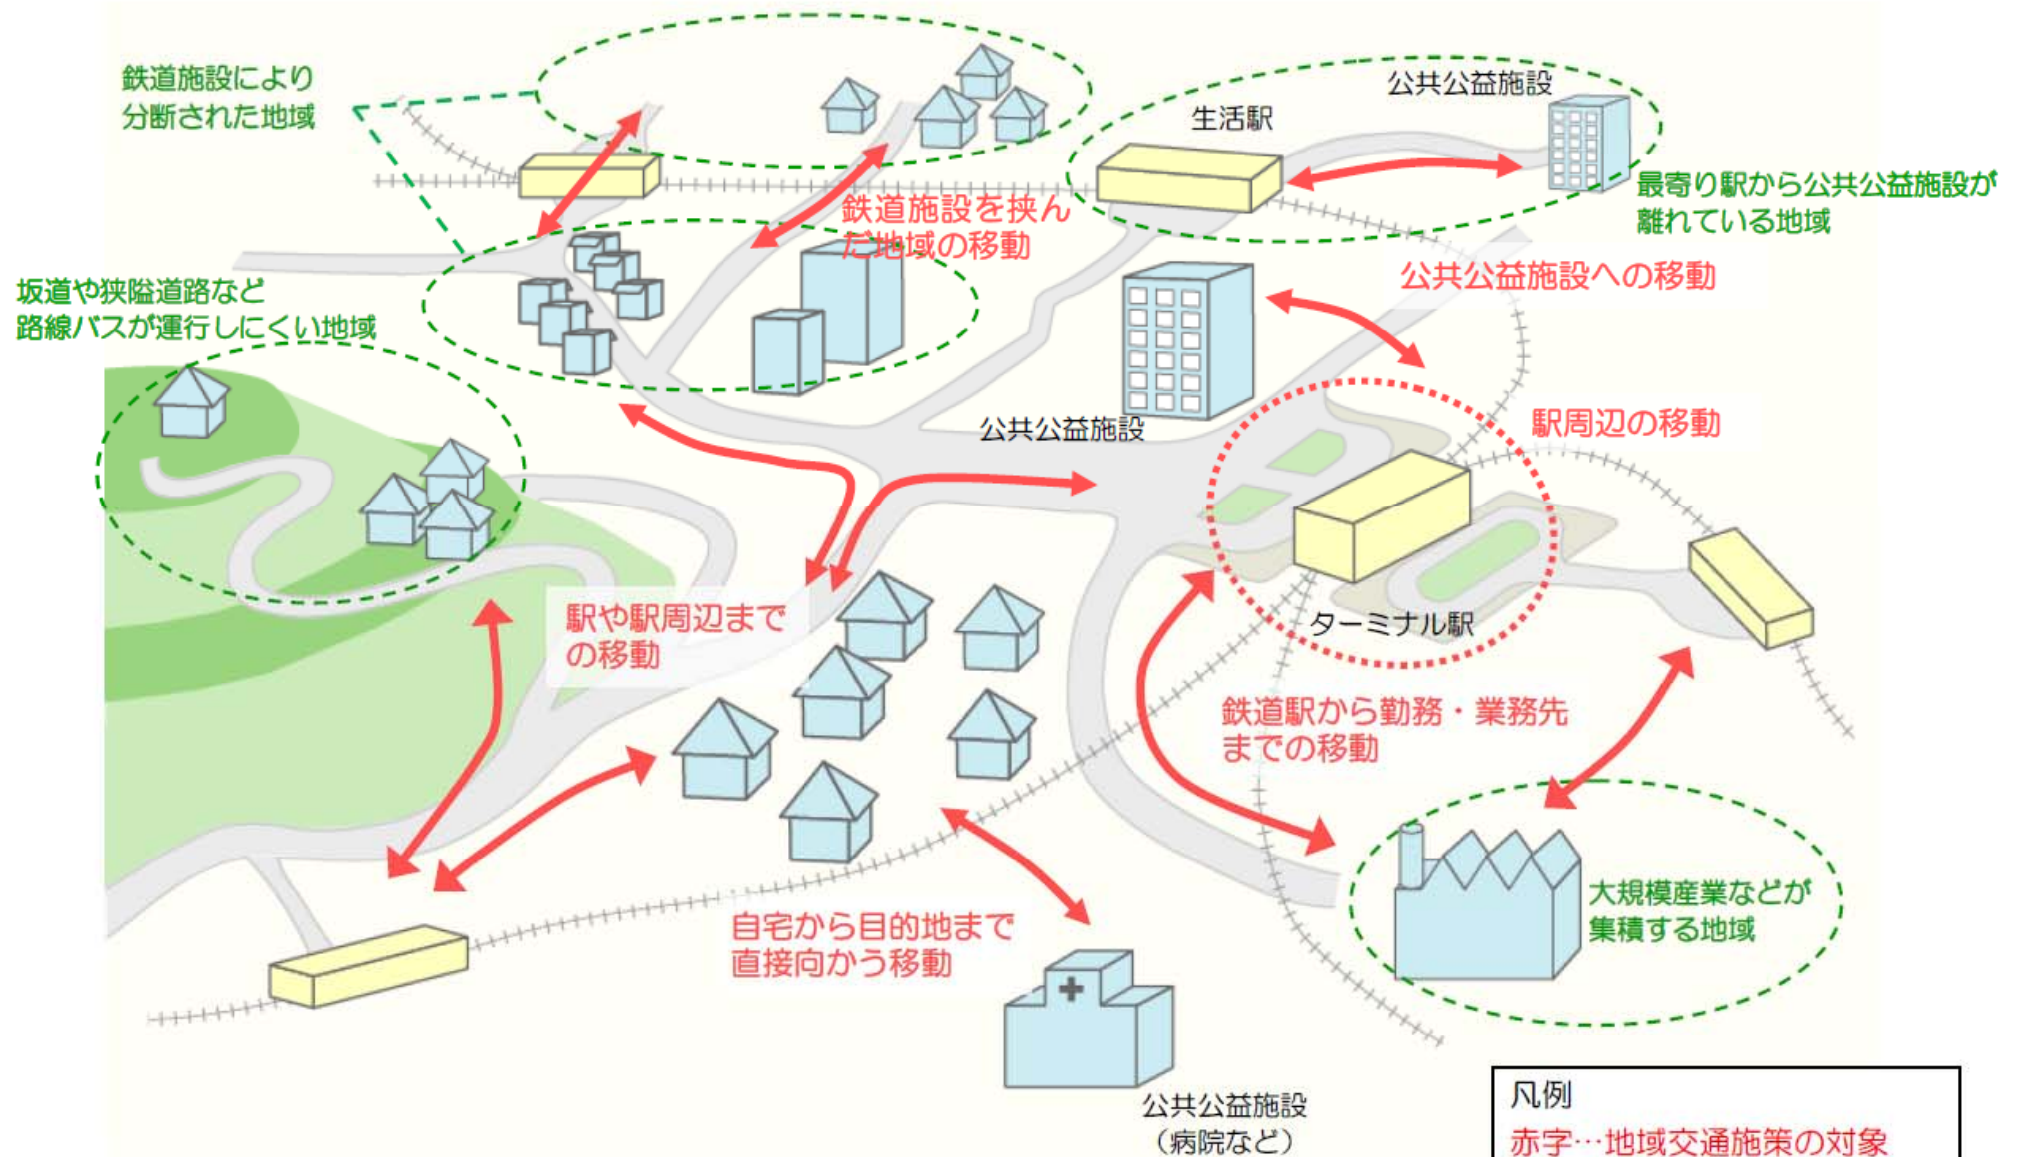 鉄道施設により
分断された地域
公共公益施設
生活駅
最寄り駅から公共公益施設が
離れている地域
鉄道施設を挟ん
だ地域の移動
公共公益施設への移動
坂道や狭隘道路など
路線バスが運行しにくい地域
公共公益施設
駅周辺の移動
駅や駅周辺まで
の移動
ターミナル駅
鉄道駅から勤務・業務先
までの移動
自宅から目的地まで
直接向かう移動
大規模産業などが
集積する地域
公共公益施設
（病院など）
凡例
赤字…地域交通施策の対象